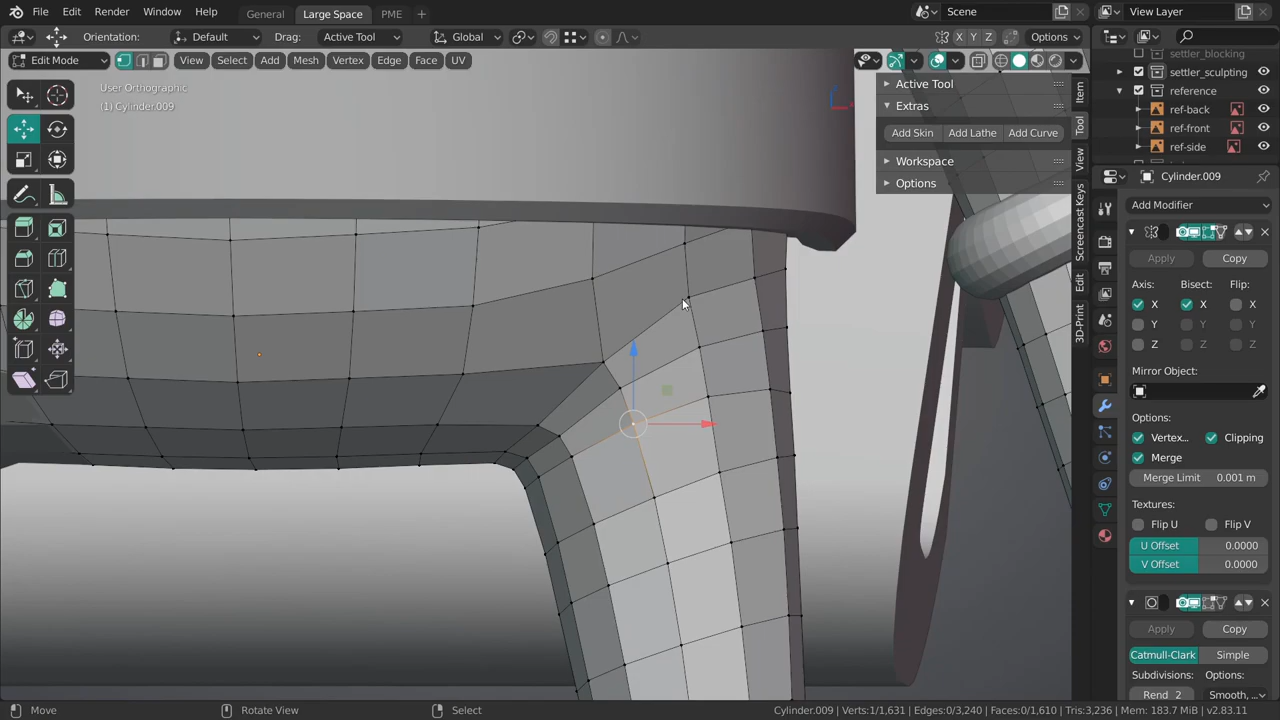 File Edit Render Window Help General Large Space PME + Scene View Layer
Orientation: Default Drag: Active Tool Global X Y Z Options
Edit Mode View Select Add Mesh Vertex Edge Face UV
User Orthographic
(1) Cylinder.009
Active Tool
Extras
Add Skin Add Lathe Add Curve
Workspace
Options
Item
Tool
View
Screencast Keys
Edit
3D-Print
settler_blocking
settler_sculpting
reference
ref-back
ref-front
ref-side
Cylinder.009
Add Modifier
Apply Copy
Axis: Bisect: Flip:
X X X
Y Y Y
Z Z Z
Mirror Object:
Options:
Vertex... Clipping
Merge
Merge Limit 0.001 m
Textures:
Flip U Flip V
U Offset 0.0000
V Offset 0.0000
Apply Copy
Catmull-Clark Simple
Subdivisions: Options:
Rend 2 Smooth,...
Move Rotate View Select Cylinder.009 | Verts:1/1,631 | Edges:0/3,240 | Faces:0/1,610 | Tris:3,236 | Mem: 183.7 MiB | v2.83.11